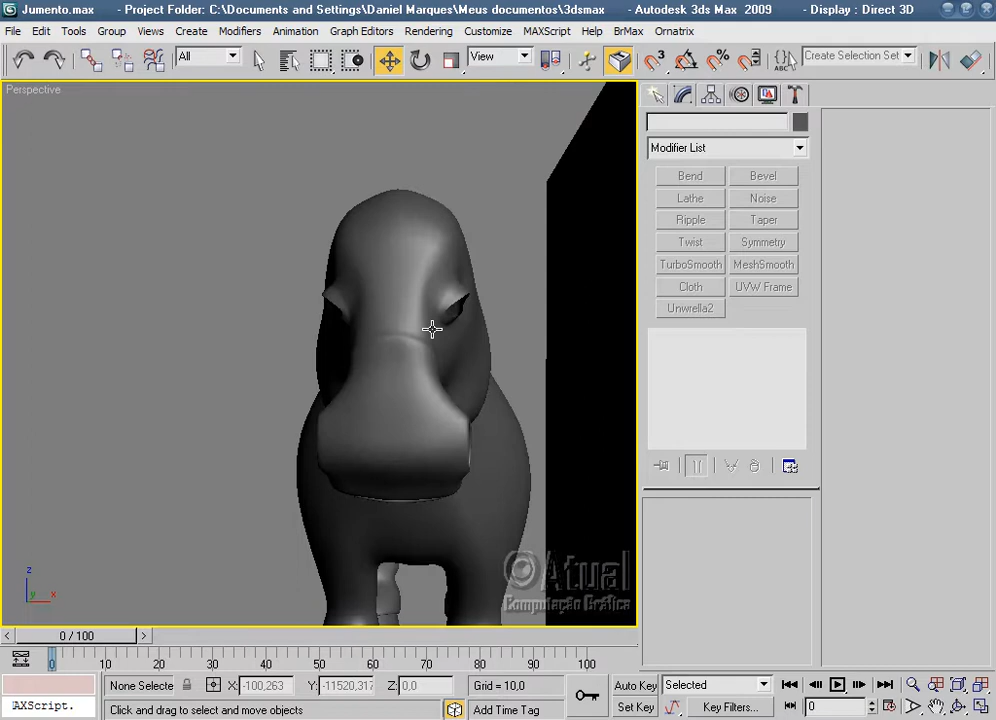 Jumento.max - Project Folder: C:\Documents and Settings\Daniel Marques\Meus documentos\3dsmax - Autodesk 3ds Max 2009 - Display : Direct 3D
File Edit Tools Group Views Create Modifiers Animation Graph Editors Rendering Customize MAXScript Help BrMax Ornatrix
All View Create Selection Set
Perspective
Modifier List
Bend Bevel
Lathe Noise
Ripple Taper
Twist Symmetry
TurboSmooth MeshSmooth
Cloth UVW Frame
Unwrella2
©Atual
Computação Gráfica
< 0 / 100 >
0 10 20 30 40 50 60 70 80 90 100
None Selecte X: -100,263 Y: -11520,317 Z: 0,0 Grid = 10,0 Auto Key Selected
AXScript. Click and drag to select and move objects Add Time Tag Set Key Key Filters... 0